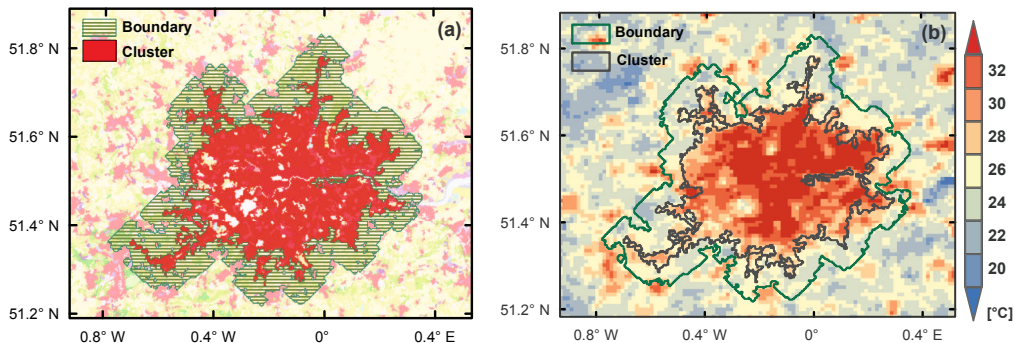 51.8° N
51.6° N
51.4° N
51.2° N
Boundary
Cluster
(a)
0.8° W
0.4° W
0°
0.4° E
51.8° N
51.6° N
51.4° N
51.2° N
Boundary
Cluster
(b)
0.8° W
0.4° W
0°
0.4° E
32
30
28
26
24
22
20
[°C]